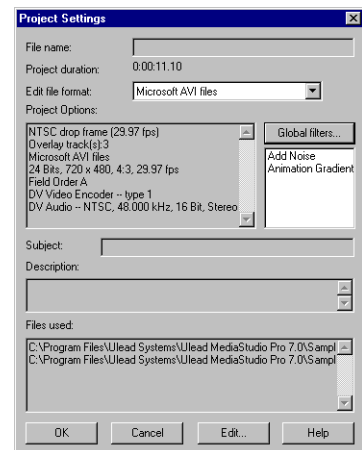 Project Settings
File name:
Project duration: 0:00:11.10
Edit file format: Microsoft AVI files
Project Options:
NTSC drop frame (29.97 fps)
Overlay track(s):3
Microsoft AVI files
24 Bits, 720 x 480, 4:3, 29.97 fps
Field Order A
DV Video Encoder -- type 1
DV Audio -- NTSC, 48.000 kHz, 16 Bit, Stereo
Global filters...
Add Noise
Animation Gradient
Subject:
Description:
Files used:
C:\Program Files\Ulead Systems\Ulead MediaStudio Pro 7.0\Sampl
C:\Program Files\Ulead Systems\Ulead MediaStudio Pro 7.0\Sampl
OK Cancel Edit... Help